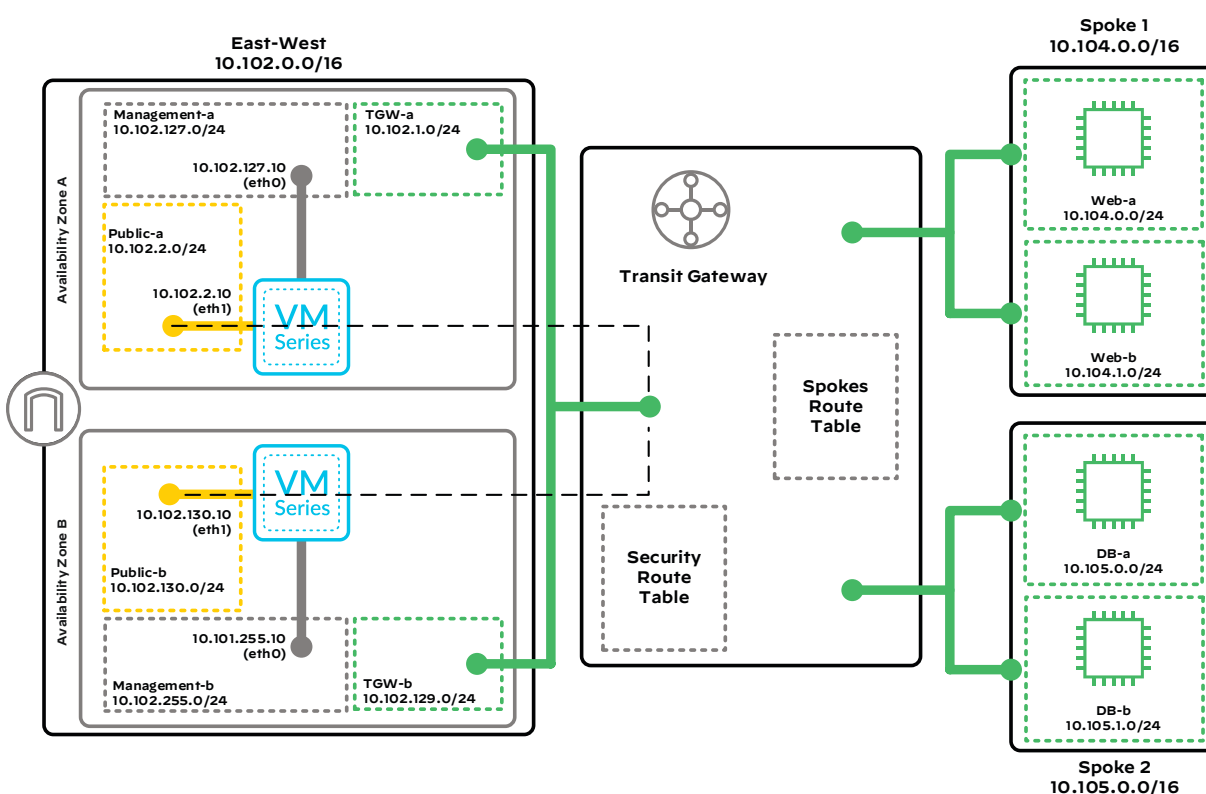 East-West
10.102.0.0/16
Availability Zone A
Management-a
10.102.127.0/24
10.102.127.10
(eth0)
TGW-a
10.102.1.0/24
Public-a
10.102.2.0/24
10.102.2.10
(eth1)
VM
Series
Availability Zone B
VM
Series
10.102.130.10
(eth1)
Public-b
10.102.130.0/24
10.101.255.10
(eth0)
Management-b
10.102.255.0/24
TGW-b
10.102.129.0/24
Transit Gateway
Spokes
Route
Table
Security
Route
Table
Spoke 1
10.104.0.0/16
Web-a
10.104.0.0/24
Web-b
10.104.1.0/24
DB-a
10.105.0.0/24
DB-b
10.105.1.0/24
Spoke 2
10.105.0.0/16